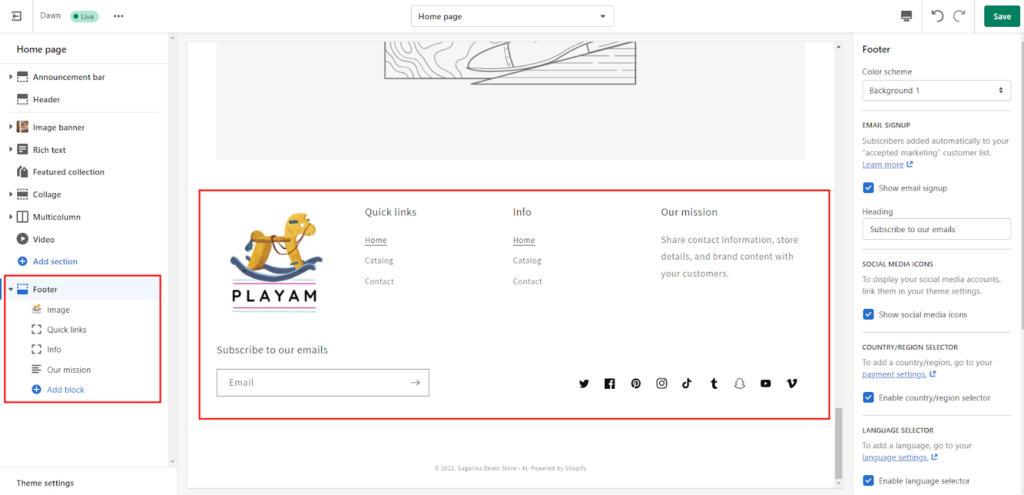 Dawn
Live
Home page
Save
Home page
Announcement bar
Header
Image banner
Rich text
Featured collection
Collage
Multicolumn
Video
Add section
Footer
Image
Quick links
Info
Our mission
Add block
Theme settings
PLAYAM
Quick links
Home
Catalog
Contact
Info
Home
Catalog
Contact
Our mission
Share contact information, store
details, and brand content with
your customers.
Subscribe to our emails
Email
© 2022, Sagarika Demo Store - AL Powered by Shopify
Footer
Color scheme
Background 1
EMAIL SIGNUP
Subscribers added automatically to your
"accepted marketing" customer list.
Learn more
Show email signup
Heading
Subscribe to our emails
SOCIAL MEDIA ICONS
To display your social media accounts,
link them in your theme settings.
Show social media icons
COUNTRY/REGION SELECTOR
To add a country/region, go to your
payment settings.
Enable country/region selector
LANGUAGE SELECTOR
To add a language, go to your
language settings.
Enable language selector